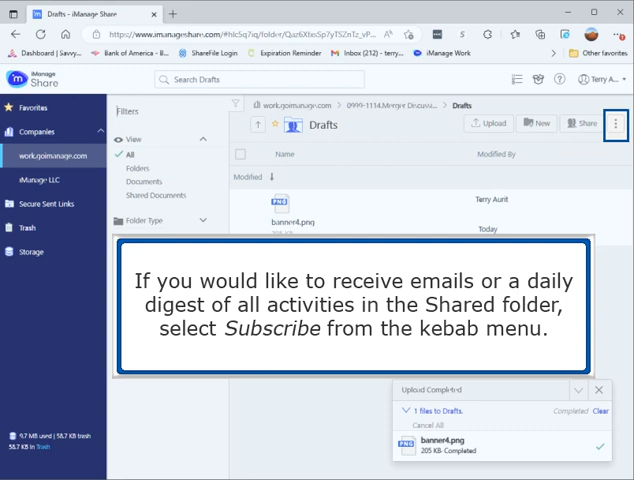 Drafts - iManage Share
https://www.imanageshare.com/
Dashboard | Savvy...
Bank of America - B...
ShareFile Login
Expiration Reminder
Inbox (212) - terry...
iManage Work
Other favorites
iManage
Share
Search Drafts
Terry A...
Favorites
Companies
work.goimanage.com
iManage LLC
Secure Sent Links
Trash
Storage
9.7 MB used | 58.7 KB trash
58.7 KB in Trash
Filters
View
All
Folders
Documents
Shared Documents
Folder Type
work.goimanage.com > 0999-1114.Merger Discussi... > Drafts
Drafts
Upload
New
Share
Name
Modified By
Modified
PNG
banner4.png
Terry Aurit
Today
If you would like to receive emails or a daily
digest of all activities in the Shared folder,
select Subscribe from the kebab menu.
Upload Completed
1 files to Drafts.
Completed Clear
Cancel All
PNG
banner4.png
205 KB- Completed